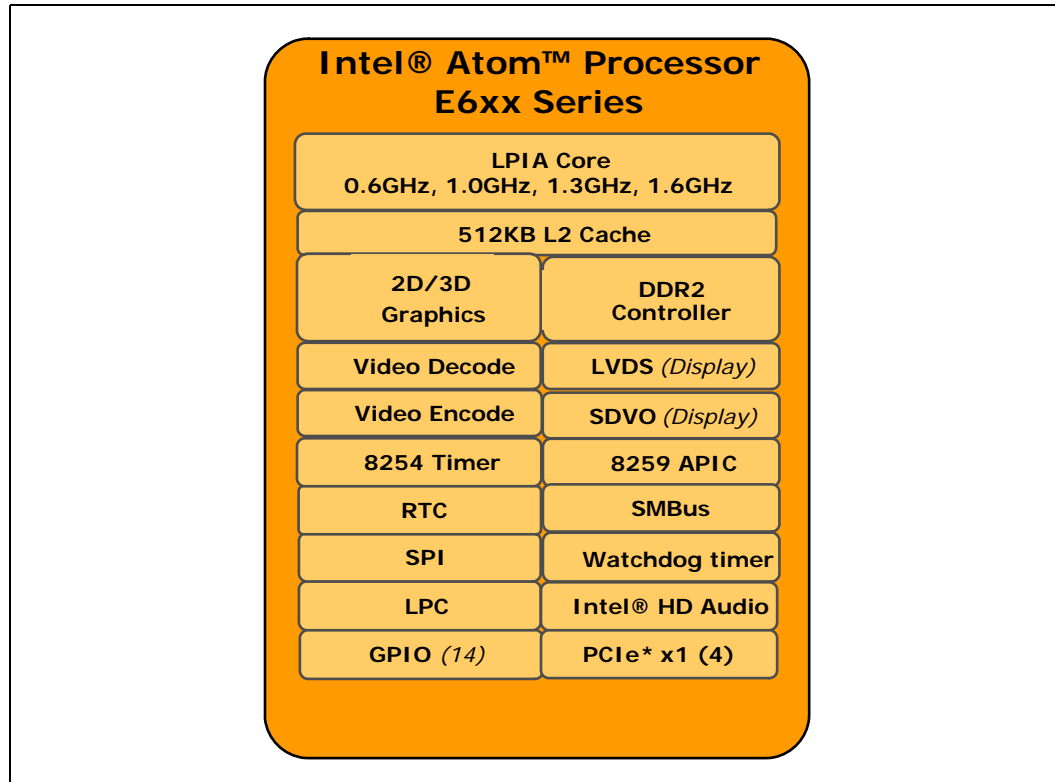 Intel® Atom™ Processor
E6xx Series
LPIA Core
0.6GHz, 1.0GHz, 1.3GHz, 1.6GHz
512KB L2 Cache
2D/3D
Graphics
DDR2
Controller
Video Decode
LVDS (Display)
Video Encode
SDVO (Display)
8254 Timer
8259 APIC
RTC
SMBus
SPI
Watchdog timer
LPC
Intel® HD Audio
GPIO (14)
PCIe* x1 (4)